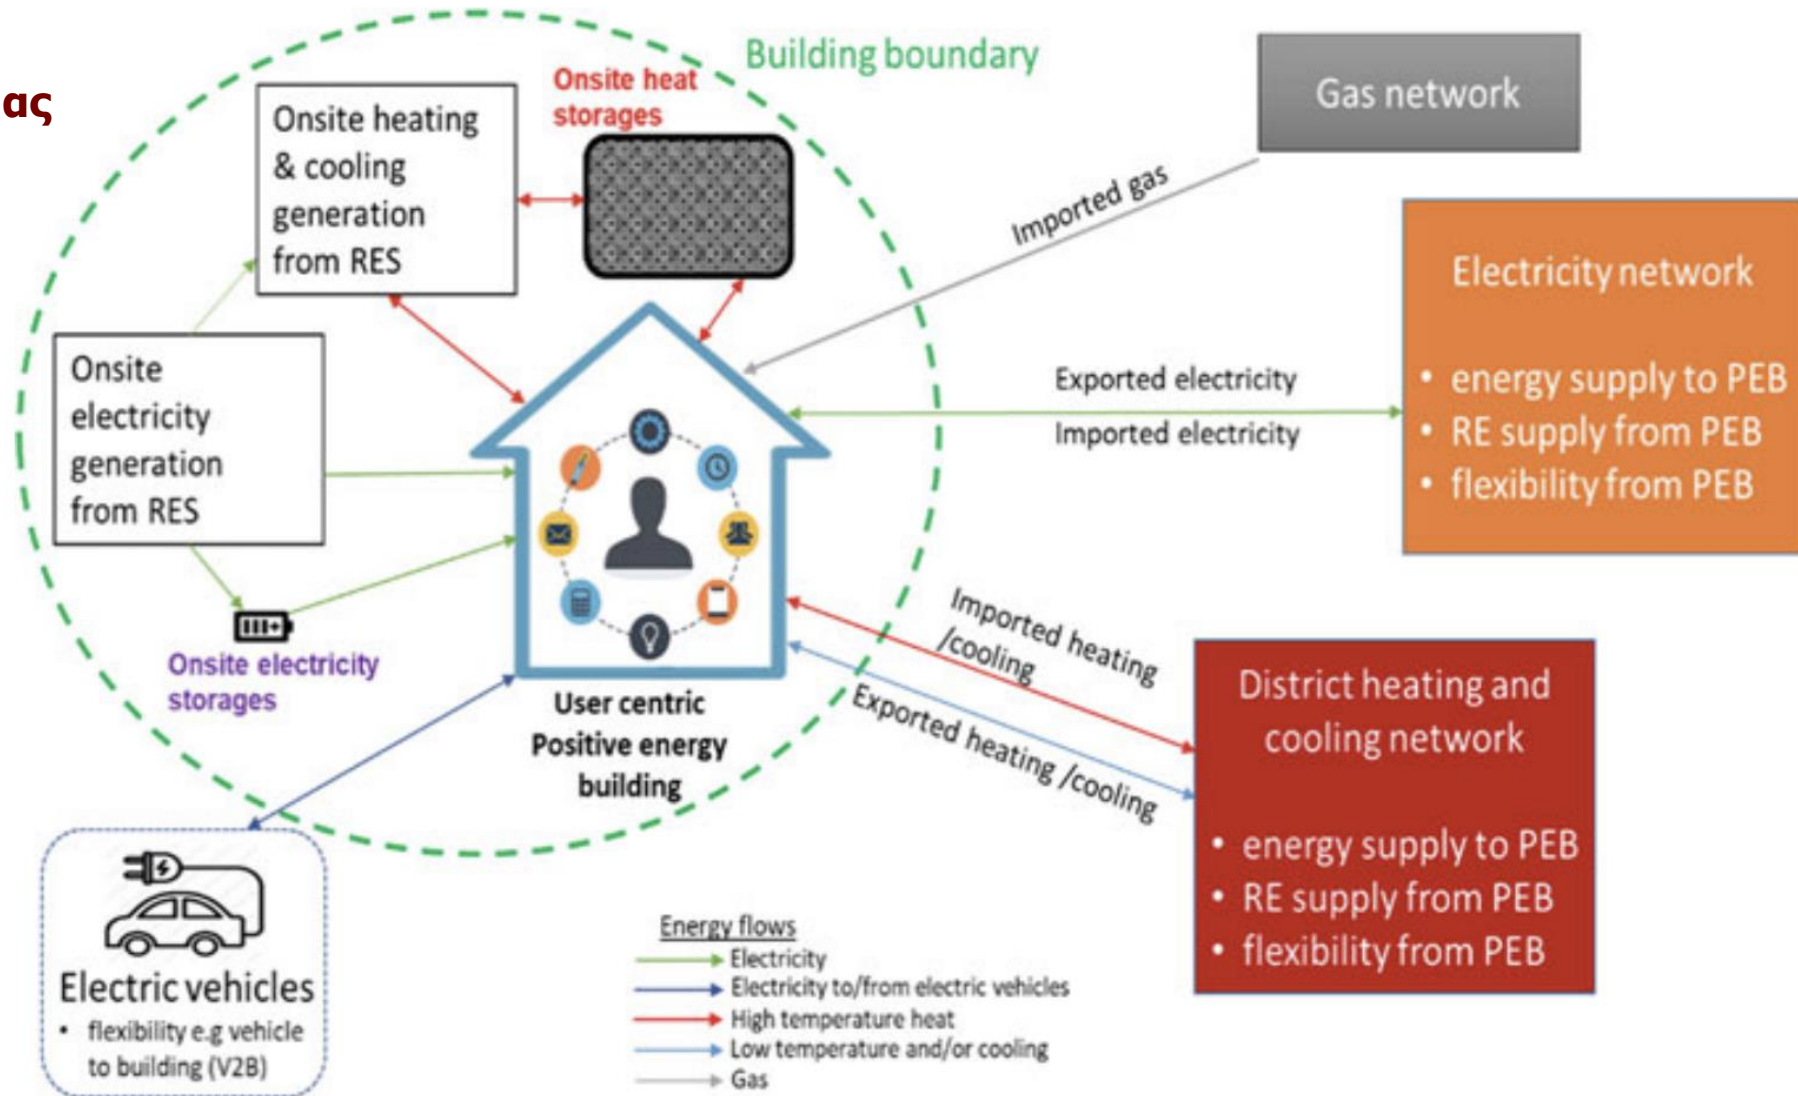 ας
Building boundary
Onsite heat
storages
Onsite heating
& cooling
generation
from RES
Gas network
Imported gas
Onsite
electricity
generation
from RES
Electricity network
• energy supply to PEB
• RE supply from PEB
• flexibility from PEB
Exported electricity
Imported electricity
Onsite electricity
storages
User centric
Positive energy
building
Imported heating
/cooling
Exported heating /cooling
District heating and
cooling network
• energy supply to PEB
• RE supply from PEB
• flexibility from PEB
Electric vehicles
• flexibility e.g vehicle
to building (V2B)
Energy flows
Electricity
Electricity to/from electric vehicles
High temperature heat
Low temperature and/or cooling
Gas